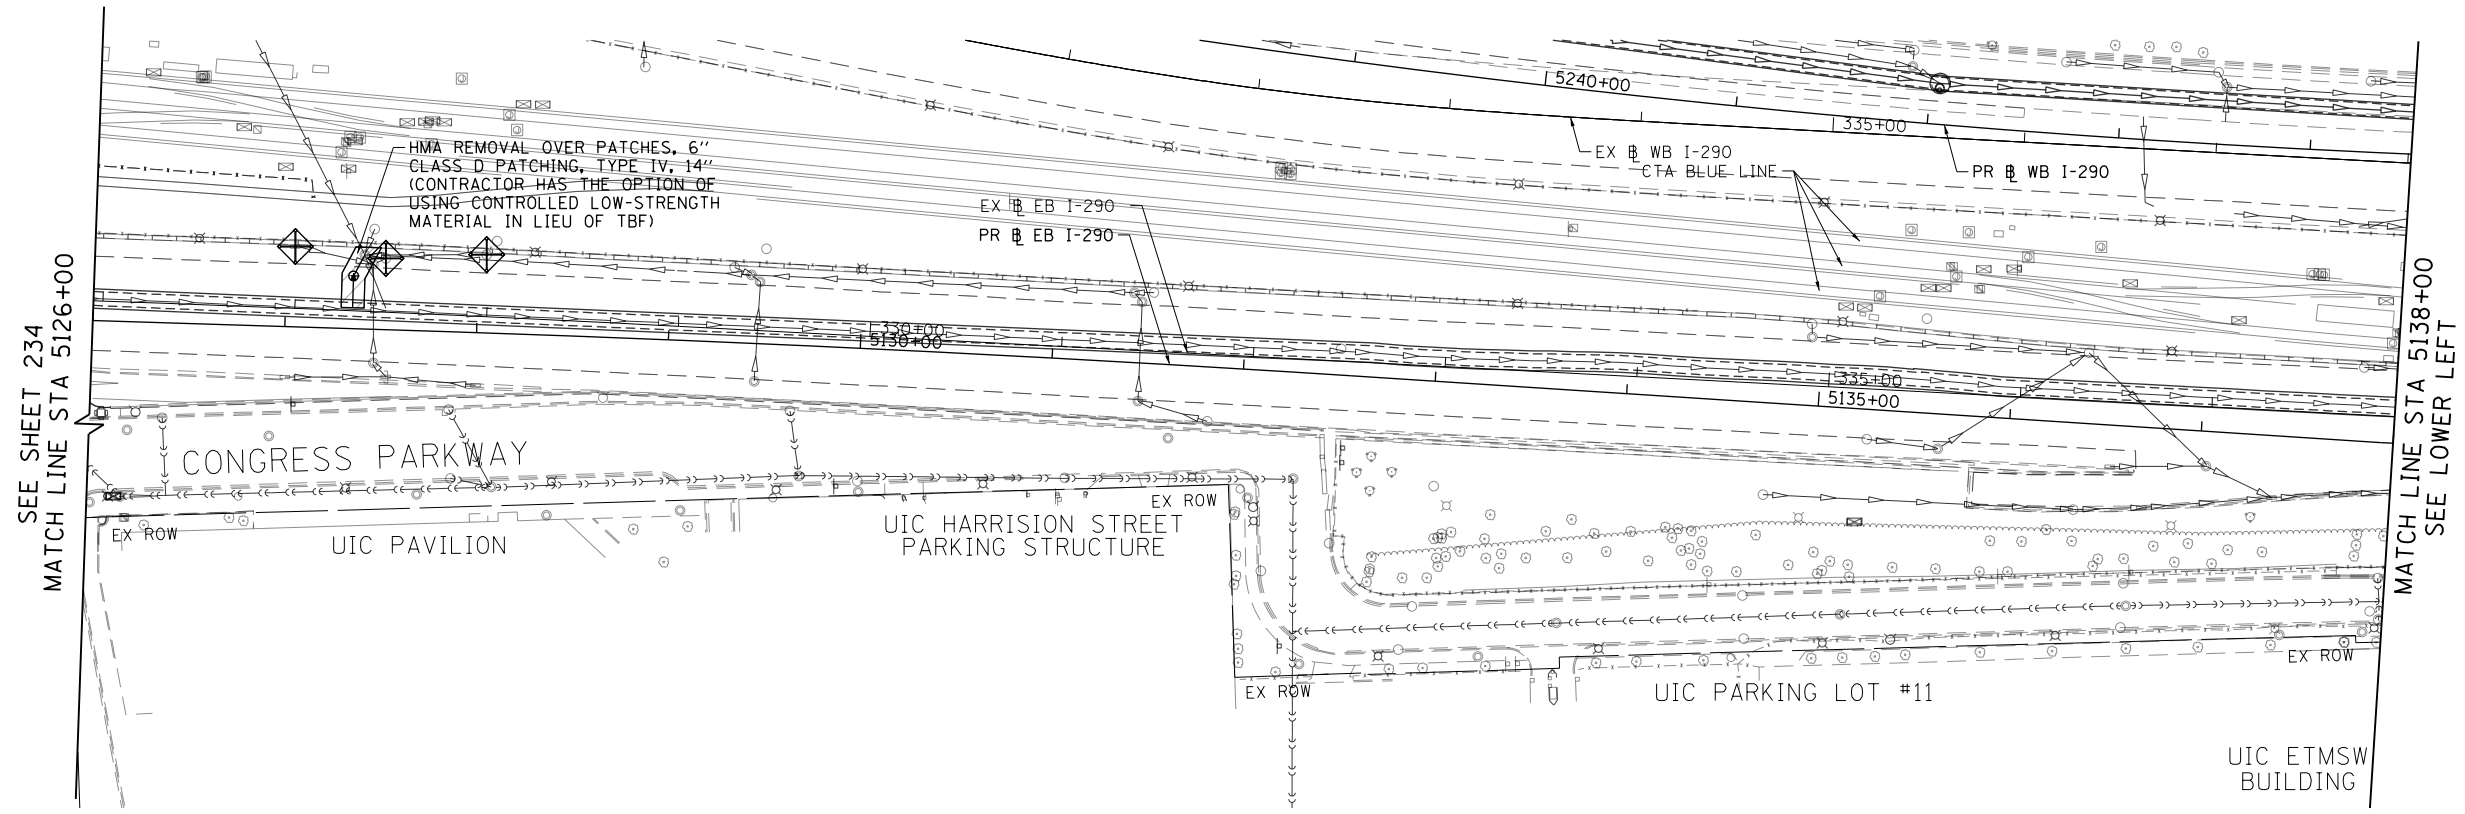 SEE SHEET 234
MATCH LINE STA 5126+00
HMA REMOVAL OVER PATCHES, 6"
CLASS D PATCHING, TYPE IV, 14"
(CONTRACTOR HAS THE OPTION OF
USING CONTROLLED LOW-STRENGTH
MATERIAL IN LIEU OF TBF)
5240+00
335+00
EX BL WB I-290
CTA BLUE LINE
PR BL WB I-290
EX BL EB I-290
PR BL EB I-290
330+00
5130+00
335+00
5135+00
CONGRESS PARKWAY
EX ROW
UIC PAVILION
UIC HARRISION STREET
PARKING STRUCTURE
EX ROW
EX ROW
UIC PARKING LOT #11
EX ROW
UIC ETMSW
BUILDING
MATCH LINE STA 5138+00
SEE LOWER LEFT